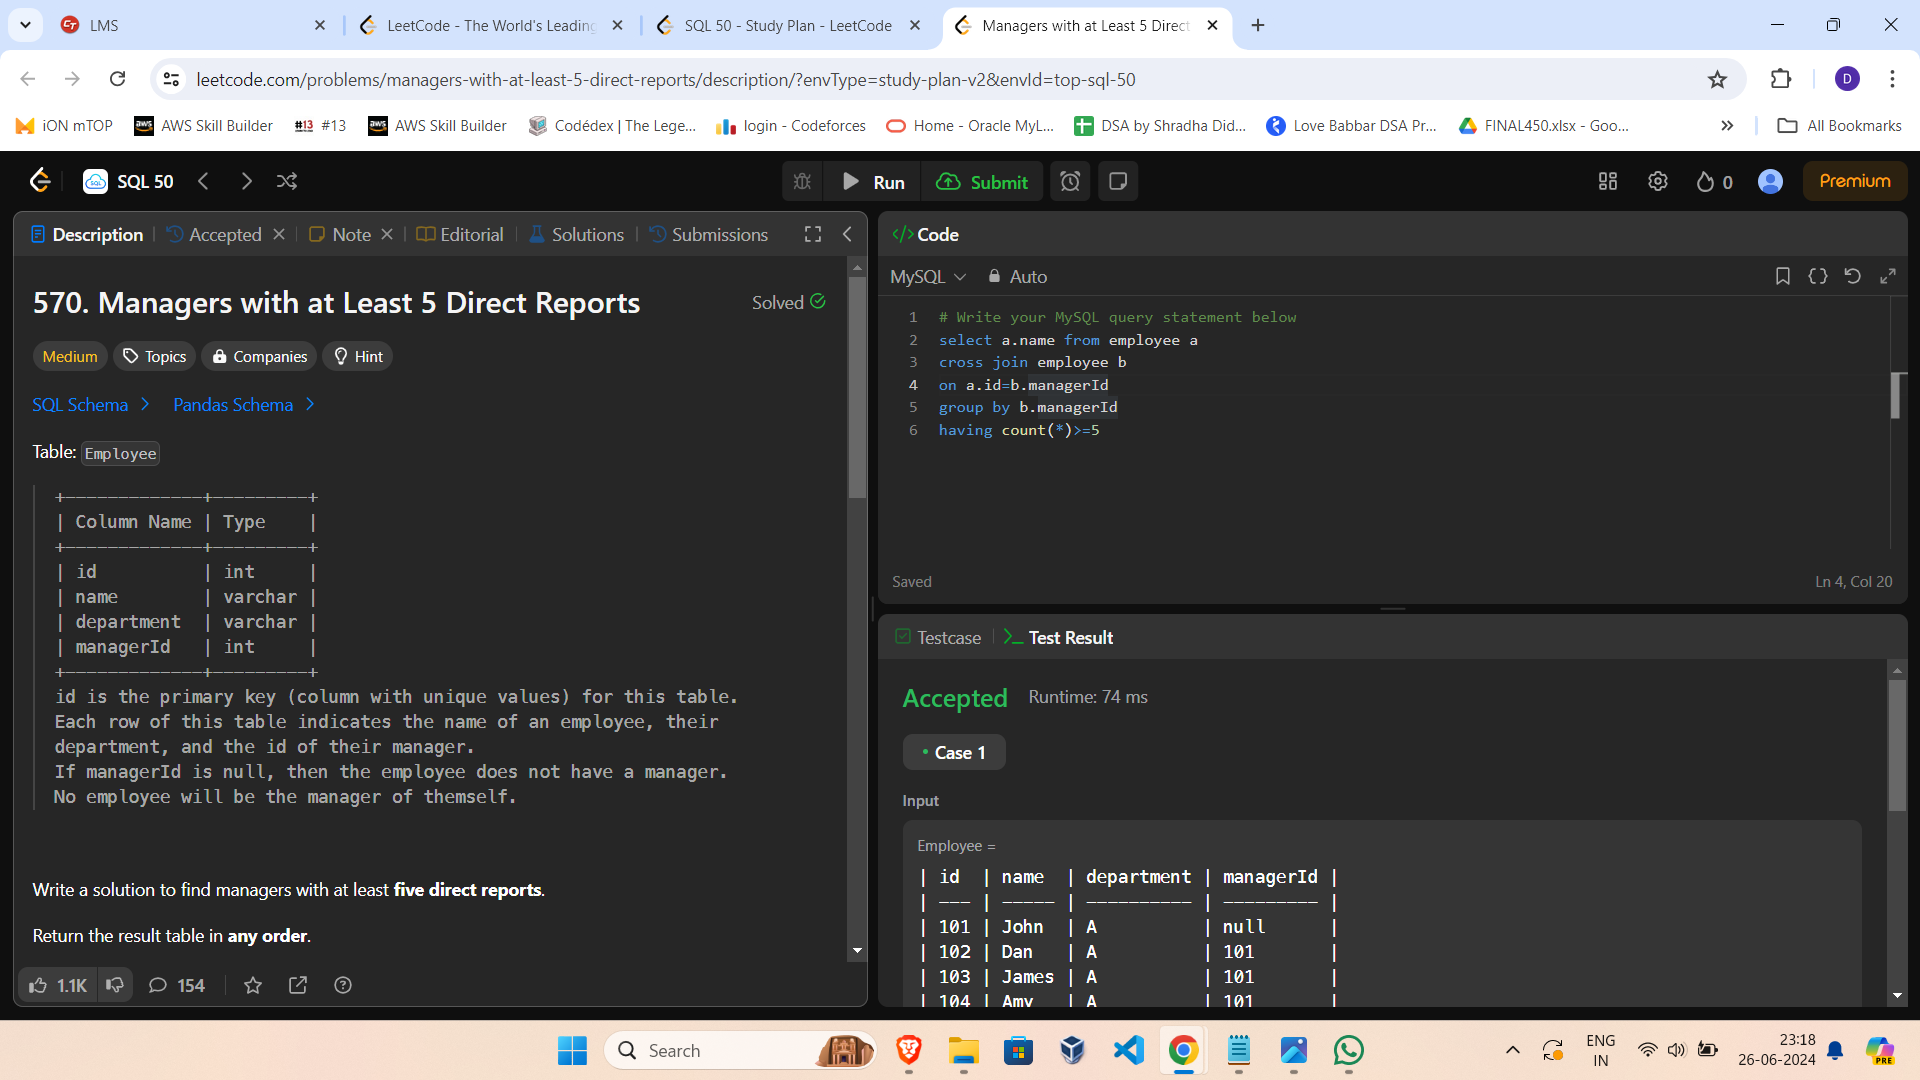 LMS
LeetCode - The World's Leading
SQL 50 - Study Plan - LeetCode
Managers with at Least 5 Direct
leetcode.com/problems/managers-with-at-least-5-direct-reports/description/?envType=study-plan-v2&envId=top-sql-50
D
iON mTOP
aws AWS Skill Builder
#13 #13
aws AWS Skill Builder
Codédex | The Lege...
login - Codeforces
Home - Oracle MyL...
DSA by Shradha Did...
Love Babbar DSA Pr...
FINAL450.xlsx - Goo...
All Bookmarks
SQL 50
Run
Submit
0
Premium
Description
Accepted
Note
Editorial
Solutions
Submissions
570. Managers with at Least 5 Direct Reports
Solved
Medium
Topics
Companies
Hint
SQL Schema
Pandas Schema
Table: Employee
+-------------+---------+
| Column Name | Type    |
+-------------+---------+
| id          | int     |
| name        | varchar |
| department  | varchar |
| managerId   | int     |
+-------------+---------+
id is the primary key (column with unique values) for this table.
Each row of this table indicates the name of an employee, their
department, and the id of their manager.
If managerId is null, then the employee does not have a manager.
No employee will be the manager of themself.
Write a solution to find managers with at least five direct reports.
Return the result table in any order.
1.1K
154
</> Code
MySQL
Auto
1 # Write your MySQL query statement below
2 select a.name from employee a
3 cross join employee b
4 on a.id=b.managerId
5 group by b.managerId
6 having count(*)>=5
Saved
Ln 4, Col 20
Testcase
Test Result
Accepted
Runtime: 74 ms
Case 1
Input
Employee =
| id  | name  | department | managerId |
| --- | ----- | ---------- | --------- |
| 101 | John  | A          | null      |
| 102 | Dan   | A          | 101       |
| 103 | James | A          | 101       |
| 104 | Amy   | A          | 101       |
Search
ENG
IN
23:18
26-06-2024
PRE